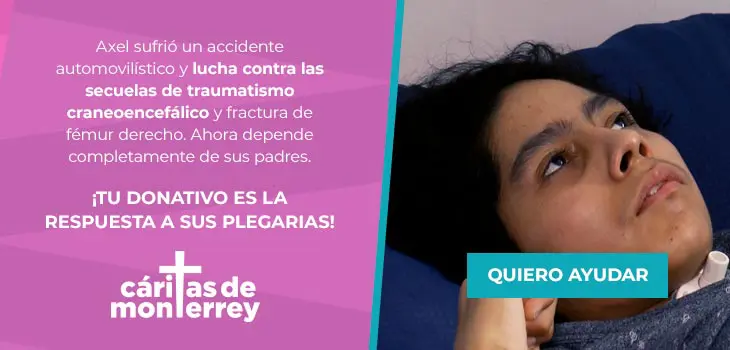 Axel sufrió un accidente
automovilístico y lucha contra las
secuelas de traumatismo
craneoencefálico y fractura de
fémur derecho. Ahora depende
completamente de sus padres.
¡TU DONATIVO ES LA
RESPUESTA A SUS PLEGARIAS!
cáritas de
monterrey
QUIERO AYUDAR